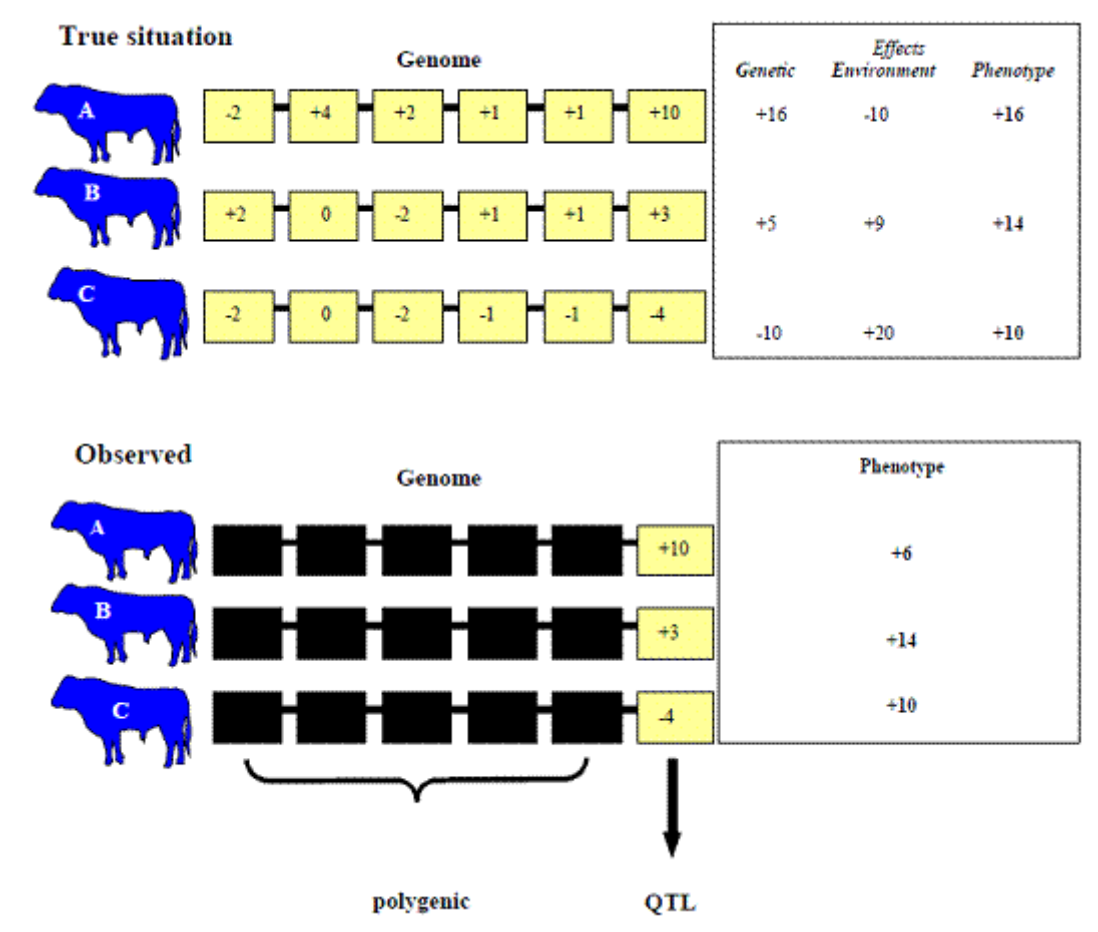 True situation
Genome
Effects
Genetic Environment Phenotype
A -2 +4 +2 +1 +1 +10 +16 -10 +16
B +2 0 -2 +1 +1 +3 +5 +9 +14
C -2 0 -2 -1 -1 -4 -10 +20 +10
Observed
Genome
Phenotype
A +10 +6
B +3 +14
C -4 +10
polygenic QTL